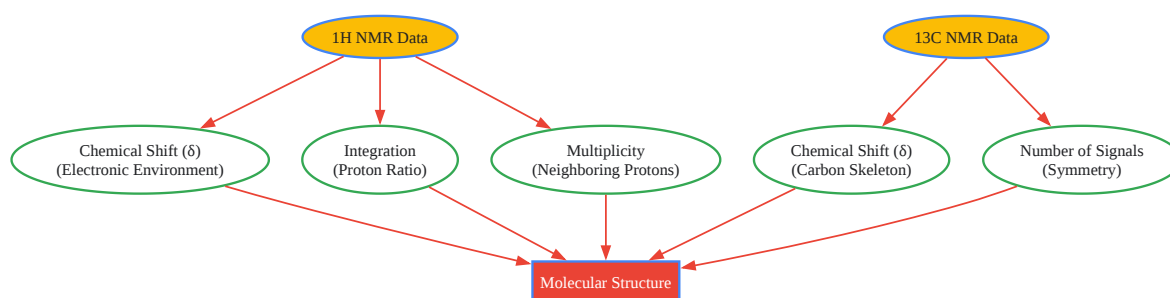 1H NMR Data
13C NMR Data
Chemical Shift (δ)
(Electronic Environment)
Integration
(Proton Ratio)
Multiplicity
(Neighboring Protons)
Chemical Shift (δ)
(Carbon Skeleton)
Number of Signals
(Symmetry)
Molecular Structure